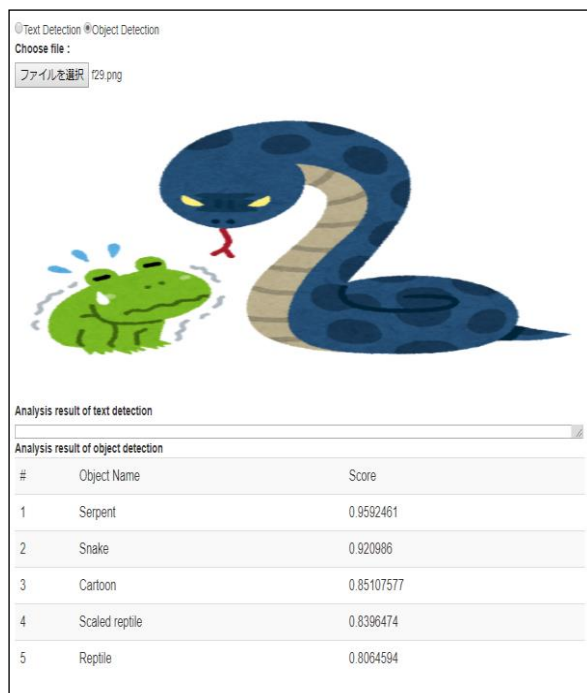 Text Detection Object Detection
Choose file :
ファイルを選択 f29.png
Analysis result of text detection
Analysis result of object detection
# Object Name Score
1 Serpent 0.9592461
2 Snake 0.920986
3 Cartoon 0.85107577
4 Scaled reptile 0.8396474
5 Reptile 0.8064594